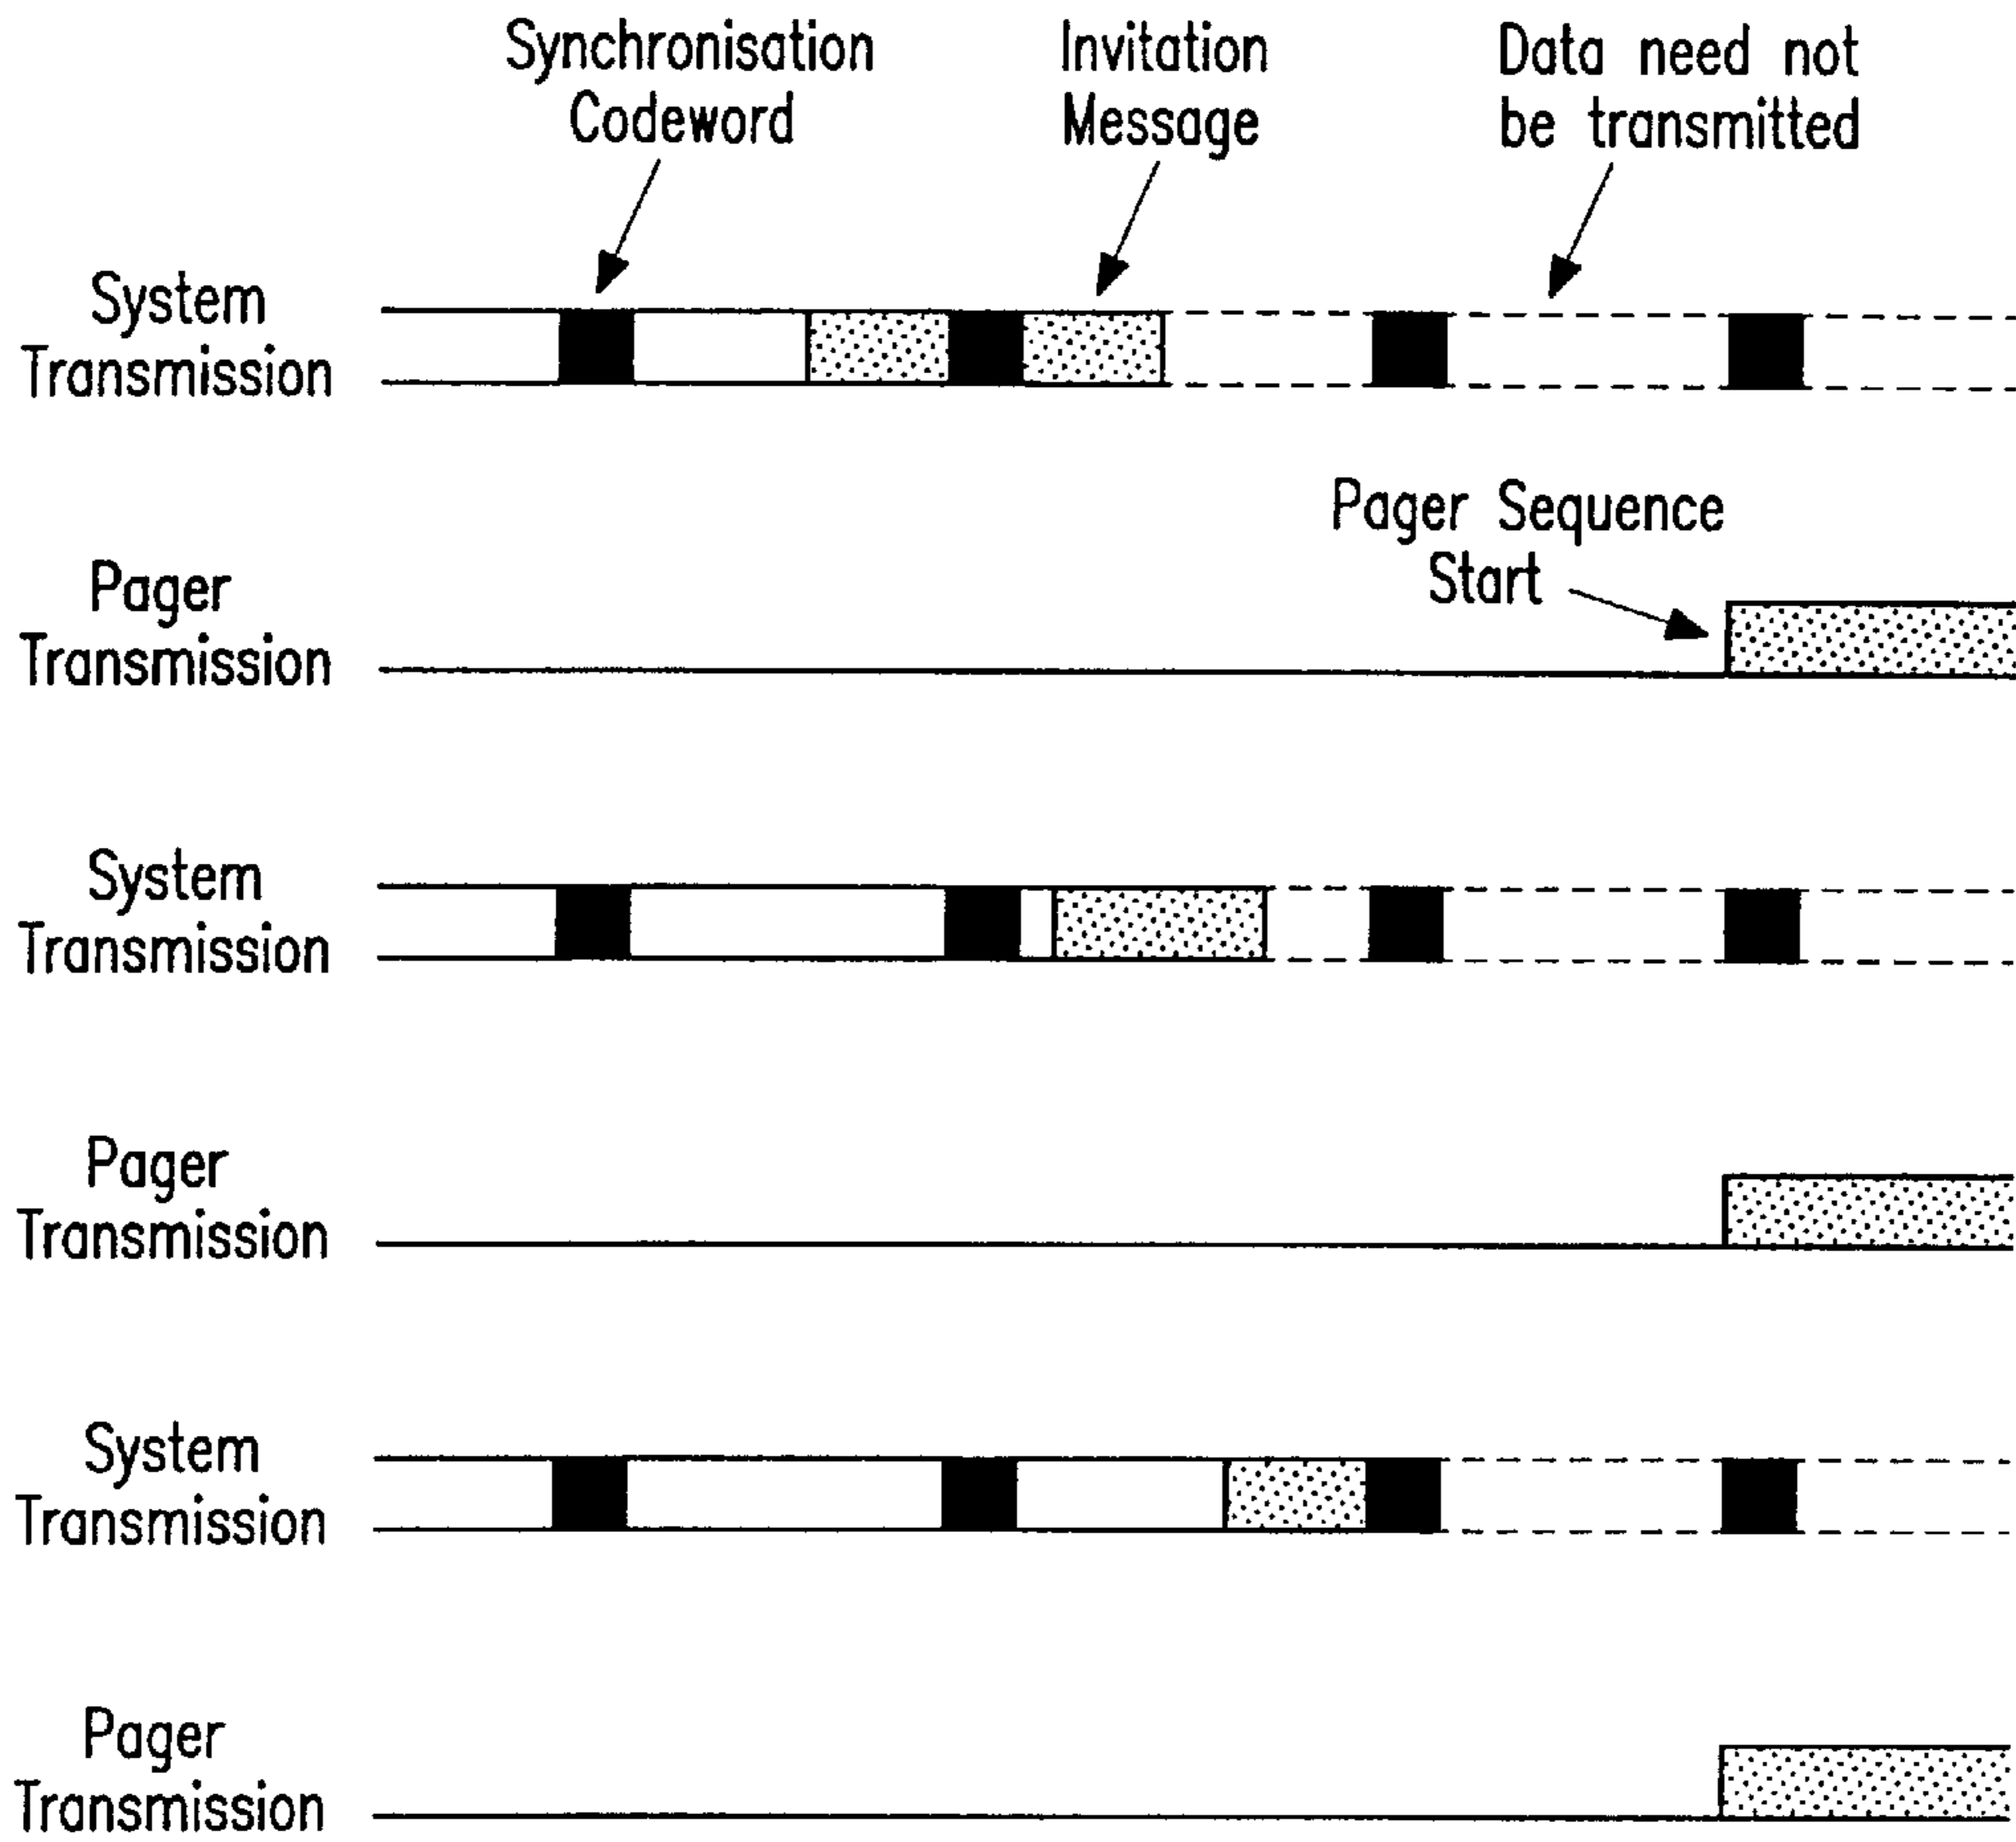 Synchronisation
Codeword
Invitation
Message
Data need not
be transmitted
System
Transmission
Pager Sequence
Start
Pager
Transmission
System
Transmission
Pager
Transmission
System
Transmission
Pager
Transmission